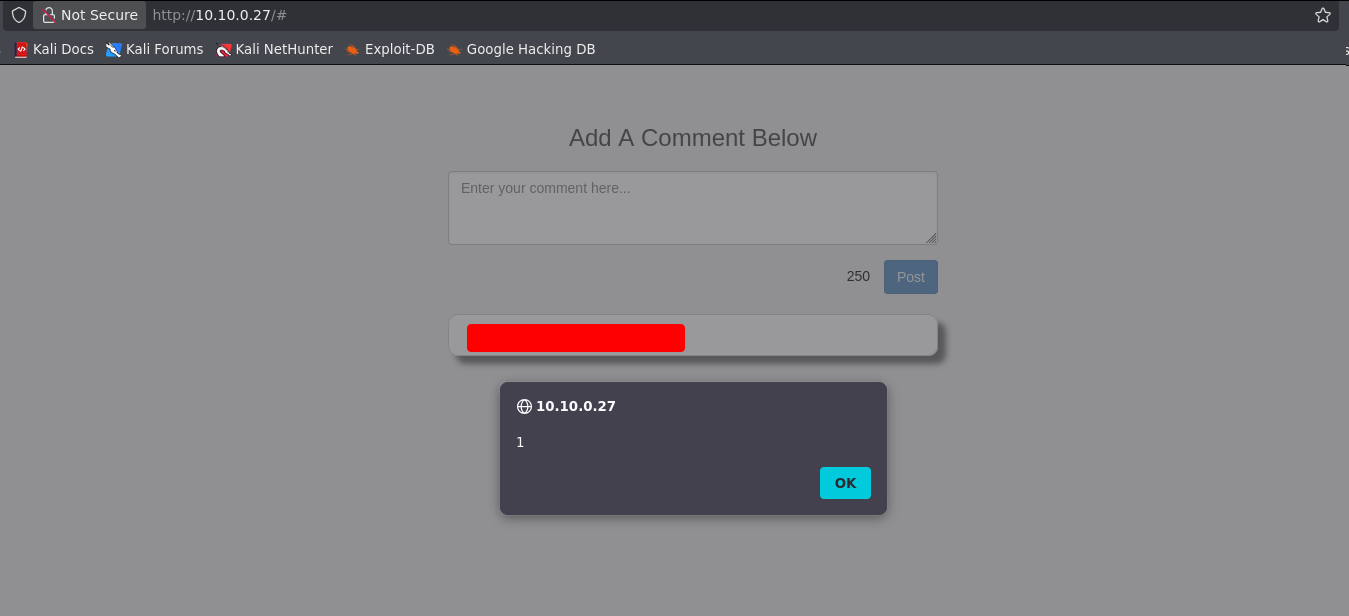 Not Secure http://10.10.0.27/#
Kali Docs Kali Forums Kali NetHunter Exploit-DB Google Hacking DB
Add A Comment Below
Enter your comment here...
250 Post
10.10.0.27
1
OK